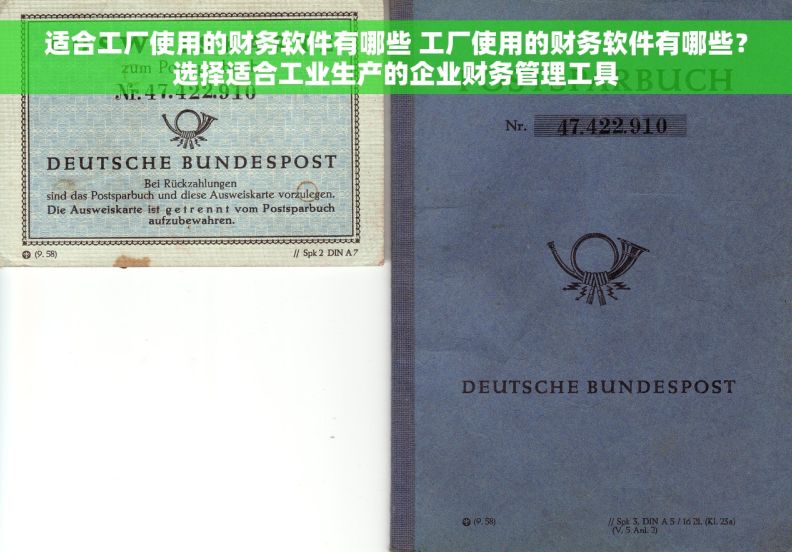 适合工厂使用的财务软件有哪些 工厂使用的财务软件有哪些？
选择适合工业生产的企业财务管理工具
Nr. 47.422.910
DEUTSCHE BUNDESPOST
Bei Rückzahlungen
sind das Postsparbuch und diese Ausweiskarte vorzulegen.
Die Ausweiskarte ist getrennt vom Postsparbuch
aufzubewahren.
(9. 58)
// Spk 2 DIN A 7
POSTSPARBUCH
Nr. 47.422.910
DEUTSCHE BUNDESPOST
(9. 58)
// Spk 3, DIN A 5 / 16 Zl. (Kl. 23a)
(V. 5 Anl. 2)